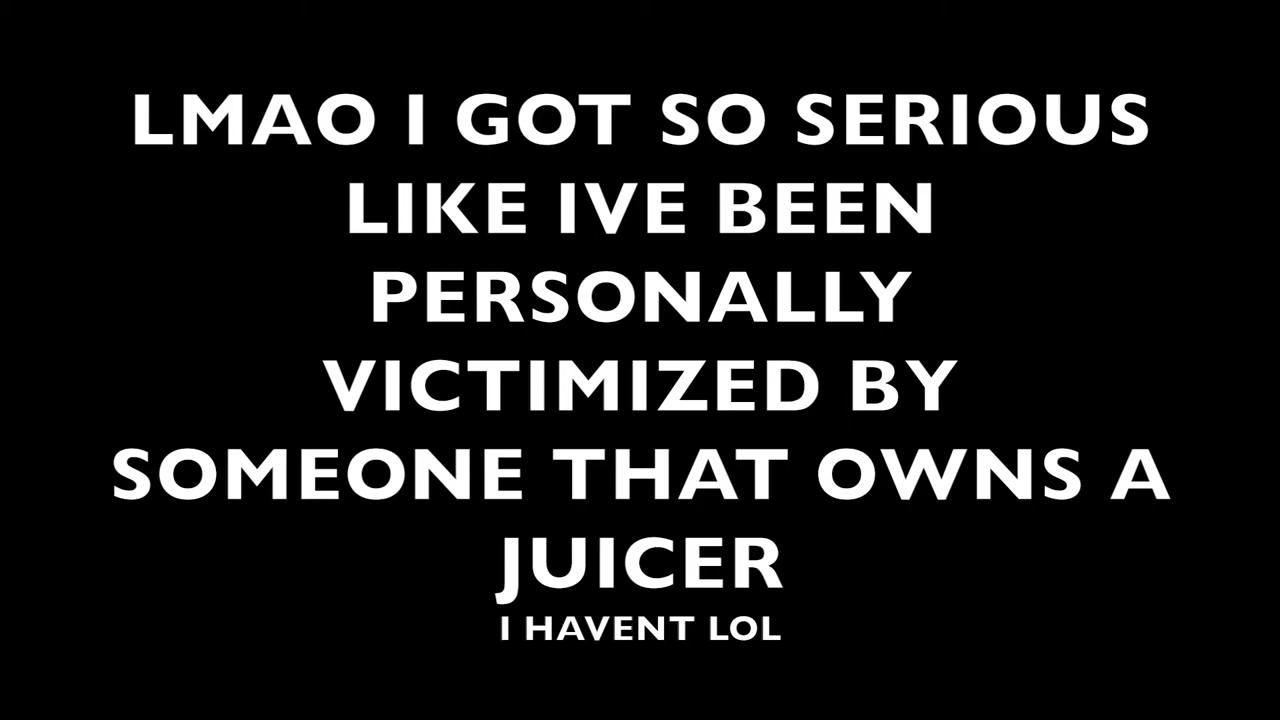 LMAO I GOT SO SERIOUS
LIKE IVE BEEN
PERSONALLY
VICTIMIZED BY
SOMEONE THAT OWNS A
JUICER
I HAVENT LOL